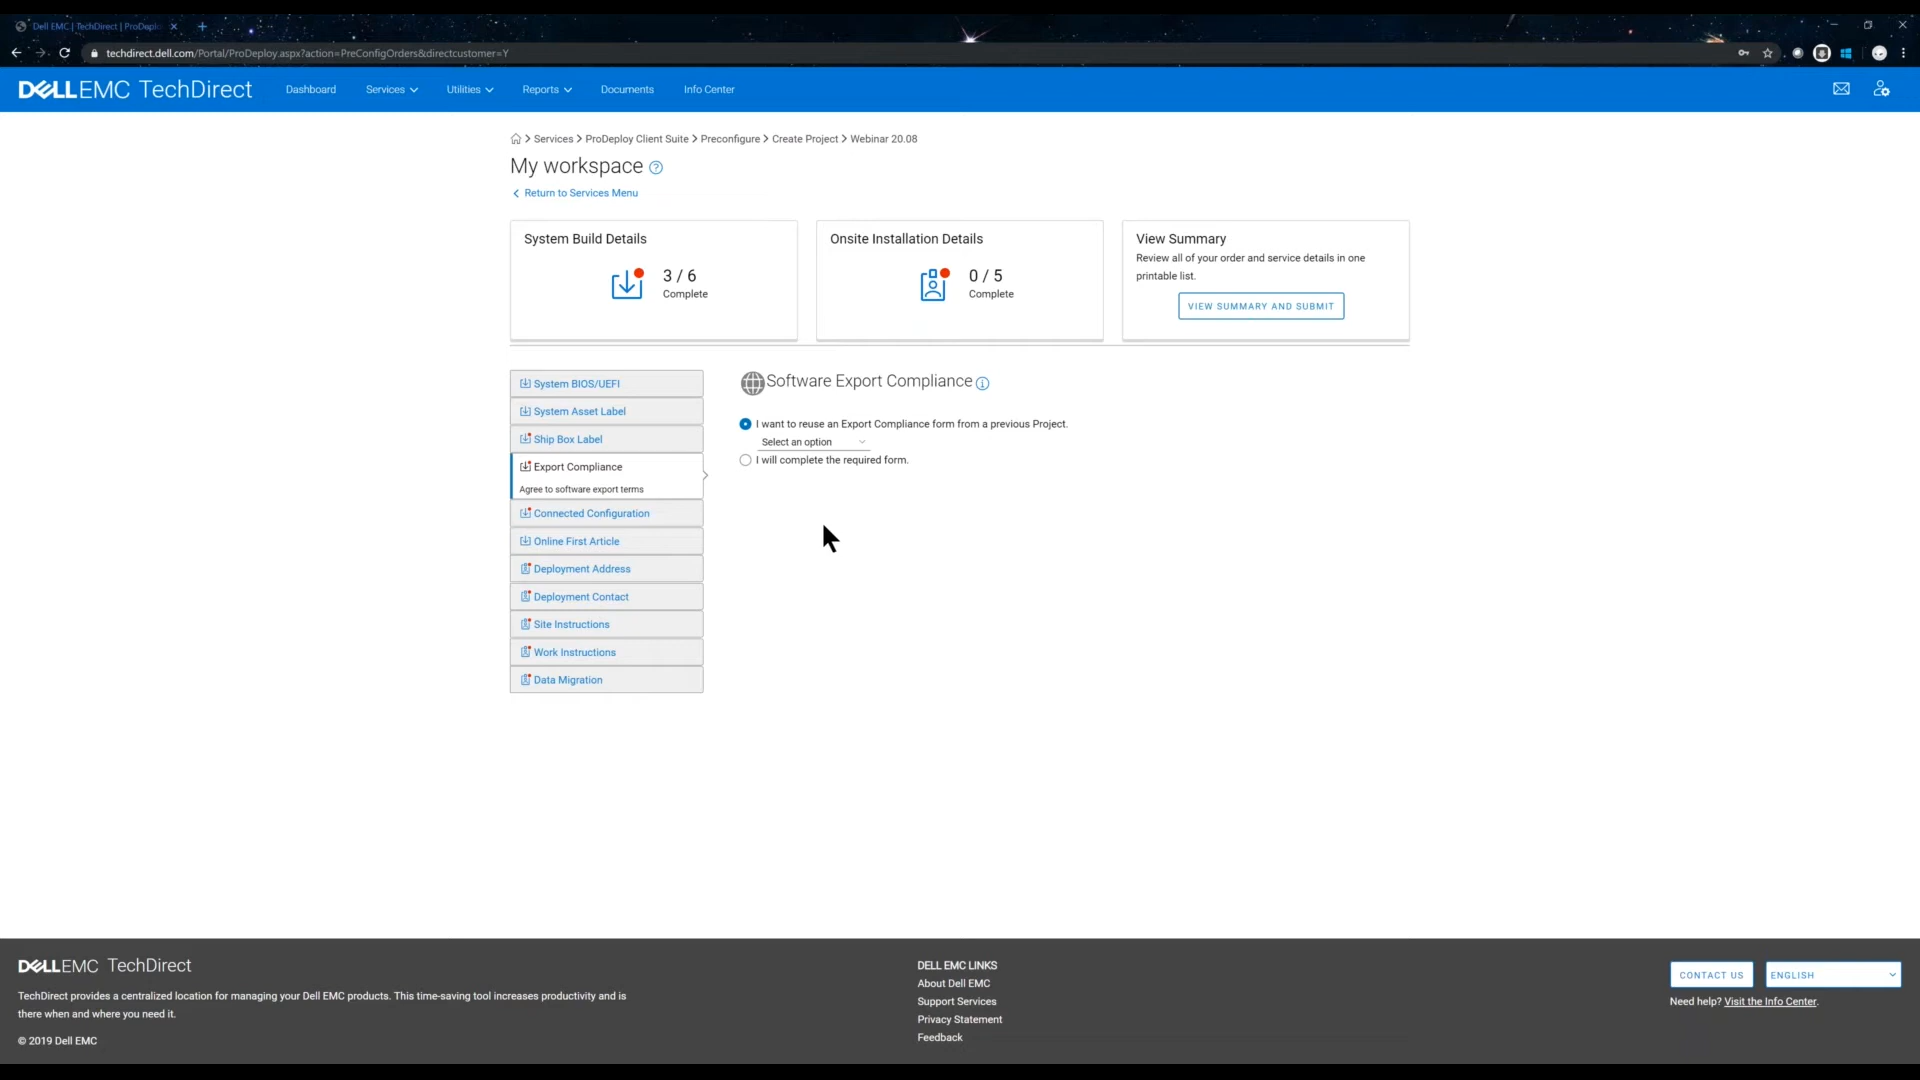 Dell EMC | TechDirect | ProDeplo
techdirect.dell.com/Portal/ProDeploy.aspx?action=PreConfigOrders&directcustomer=Y
DELLEMC TechDirect
Dashboard
Services
Utilities
Reports
Documents
Info Center
> Services > ProDeploy Client Suite > Preconfigure > Create Project > Webinar 20.08
My workspace
Return to Services Menu
System Build Details
3 / 6
Complete
Onsite Installation Details
0 / 5
Complete
View Summary
Review all of your order and service details in one
printable list.
VIEW SUMMARY AND SUBMIT
System BIOS/UEFI
System Asset Label
Ship Box Label
Export Compliance
Agree to software export terms
Connected Configuration
Online First Article
Deployment Address
Deployment Contact
Site Instructions
Work Instructions
Data Migration
Software Export Compliance
I want to reuse an Export Compliance form from a previous Project.
Select an option
I will complete the required form.
DELLEMC TechDirect
TechDirect provides a centralized location for managing your Dell EMC products. This time-saving tool increases productivity and is
there when and where you need it.
© 2019 Dell EMC
DELL EMC LINKS
About Dell EMC
Support Services
Privacy Statement
Feedback
CONTACT US
ENGLISH
Need help? Visit the Info Center.